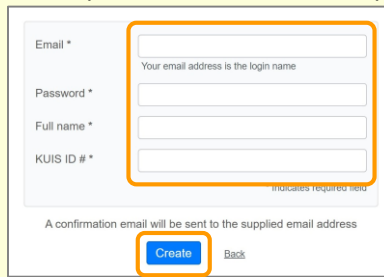 Email *
Your email address is the login name
Password *
Full name *
KUIS ID # *
indicates required field
A confirmation email will be sent to the supplied email address
Create Back